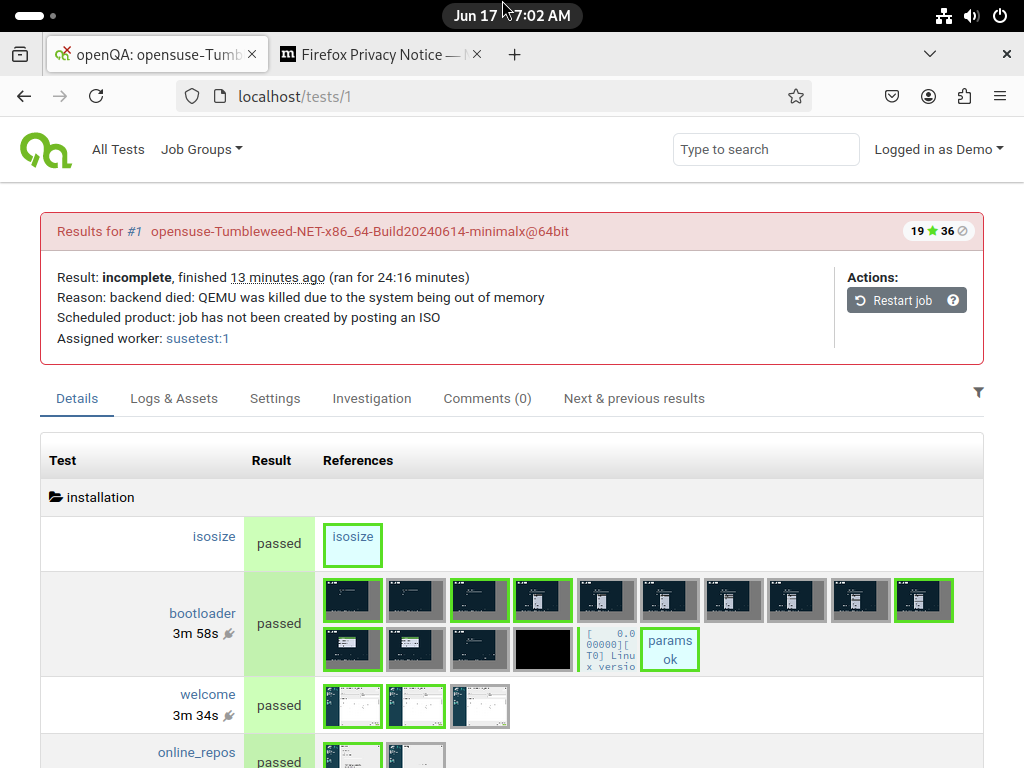 Jun 17 7:02 AM
openQA: opensuse-Tumb
Firefox Privacy Notice —
localhost/tests/1
All Tests
Job Groups
Type to search
Logged in as Demo
Results for #1 opensuse-Tumbleweed-NET-x86_64-Build20240614-minimalx@64bit
19 36
Result: incomplete, finished 13 minutes ago (ran for 24:16 minutes)
Reason: backend died: QEMU was killed due to the system being out of memory
Scheduled product: job has not been created by posting an ISO
Assigned worker: susetest:1
Actions:
Restart job
Details Logs & Assets Settings Investigation Comments (0) Next & previous results
Test Result References
installation
isosize passed isosize
bootloader
3m 58s
passed
[ 0.0
00000][
T0] Linu
x versio
params
ok
welcome
3m 34s
passed
online_repos
passed